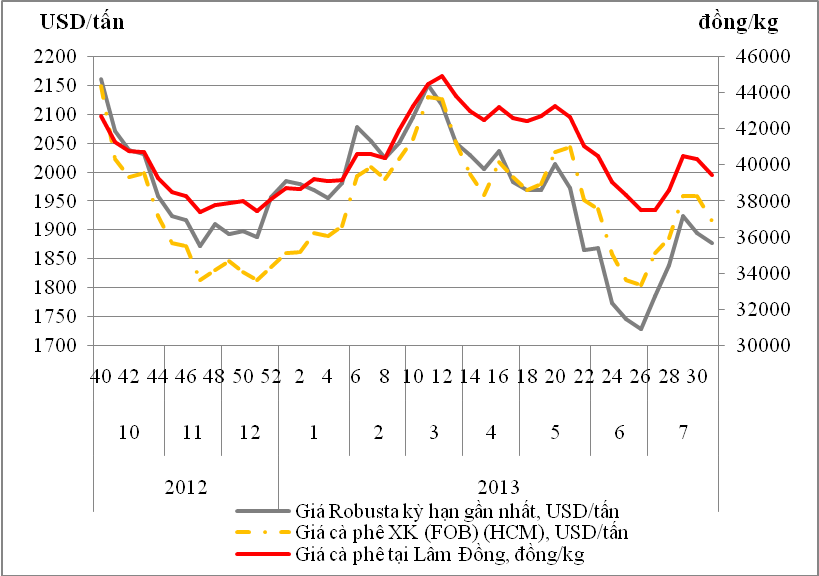 USD/tấn đồng/kg
2200 46000
2150 44000
2100 42000
2050 40000
2000 38000
1950 36000
1900 34000
1850 32000
1800 30000
1750
1700
40 42 44 46 48 50 52 2 4 6 8 10 12 14 16 18 20 22 24 26 28 30
10 11 12 1 2 3 4 5 6 7
2012 2013
Giá Robusta kỳ hạn gần nhất, USD/tấn
Giá cà phê XK (FOB) (HCM), USD/tấn
Giá cà phê tại Lâm Đồng, đồng/kg